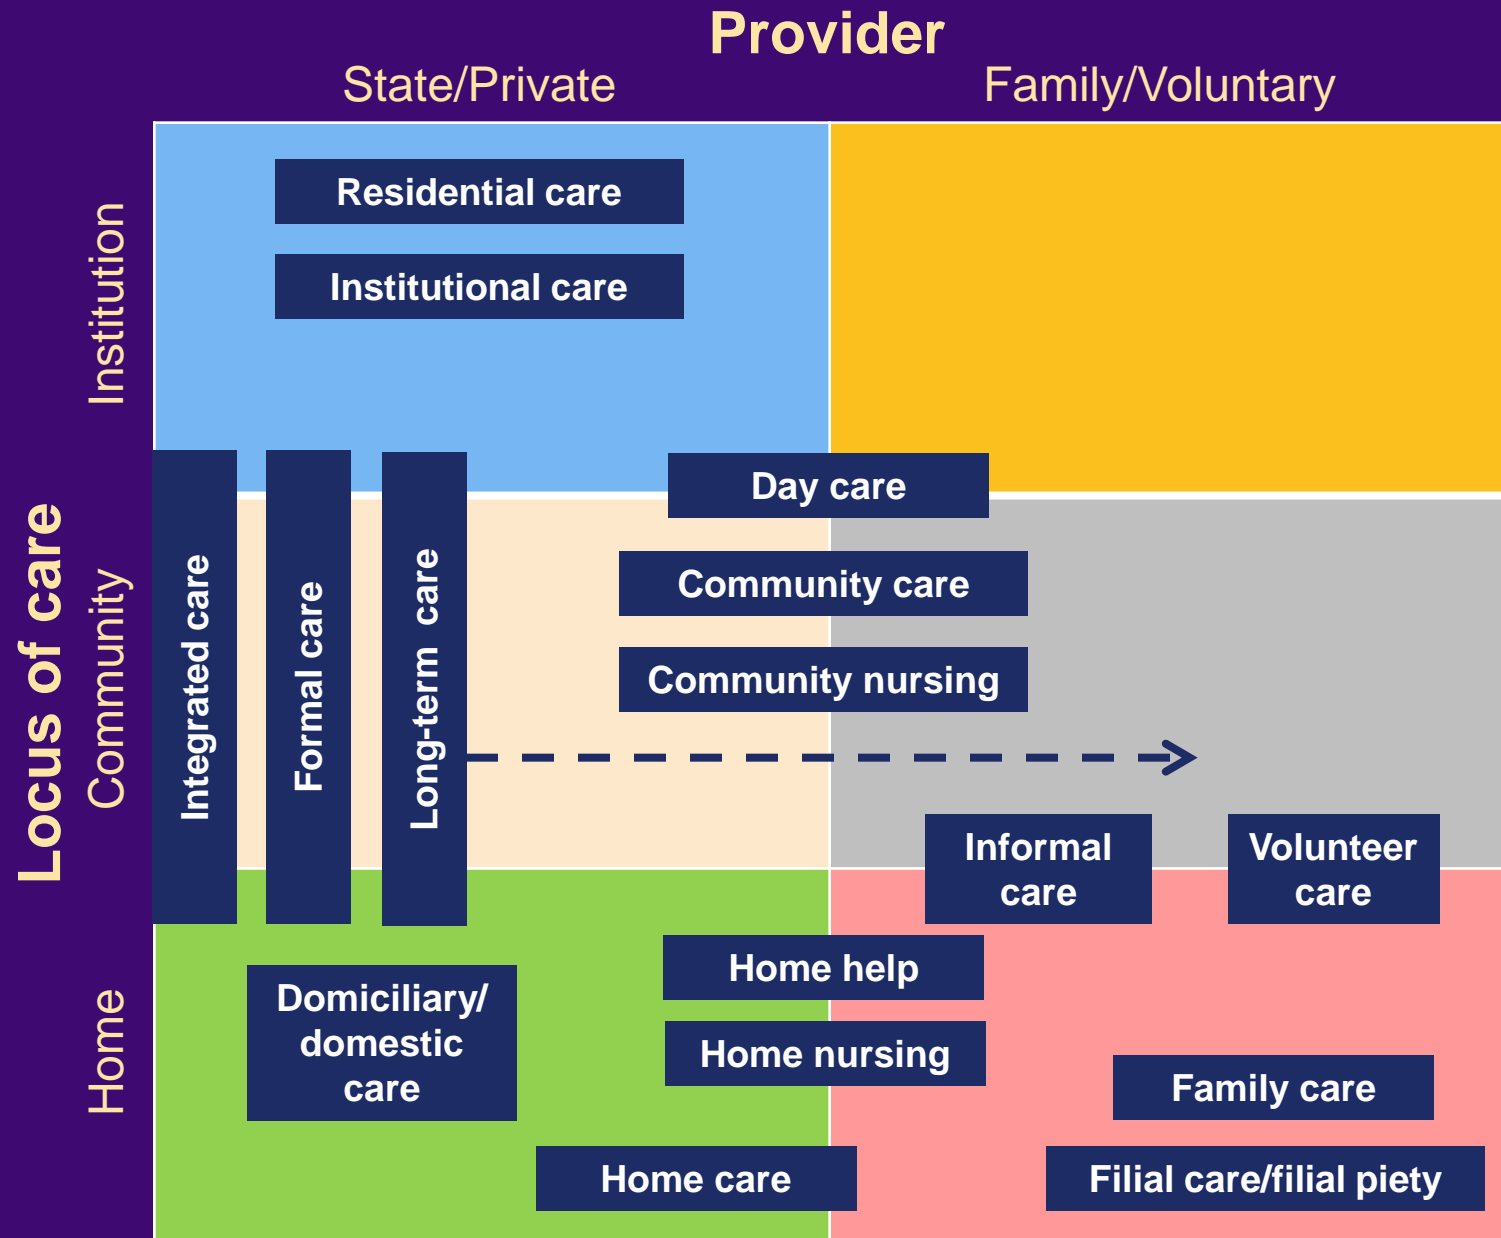 Provider
State/Private
Family/Voluntary
Locus of care
Institution
Residential care
Institutional care
Community
Integrated care
Formal care
Long-term care
Day care
Community care
Community nursing
Informal
care
Volunteer
care
Home
Domiciliary/
domestic
care
Home help
Home nursing
Home care
Family care
Filial care/filial piety